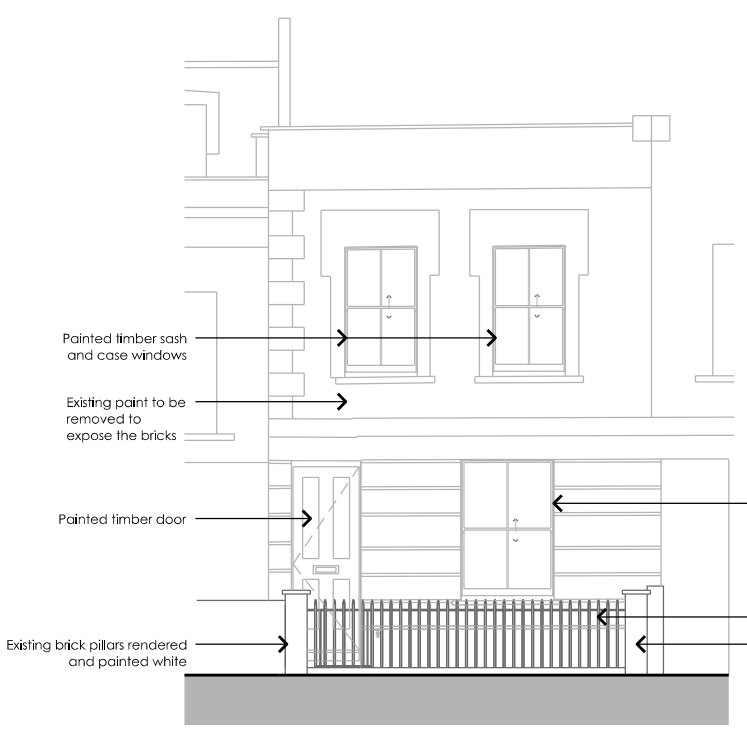 Painted timber sash
and case windows
Existing paint to be
removed to
expose the bricks
Painted timber door
Existing brick pillars rendered
and painted white